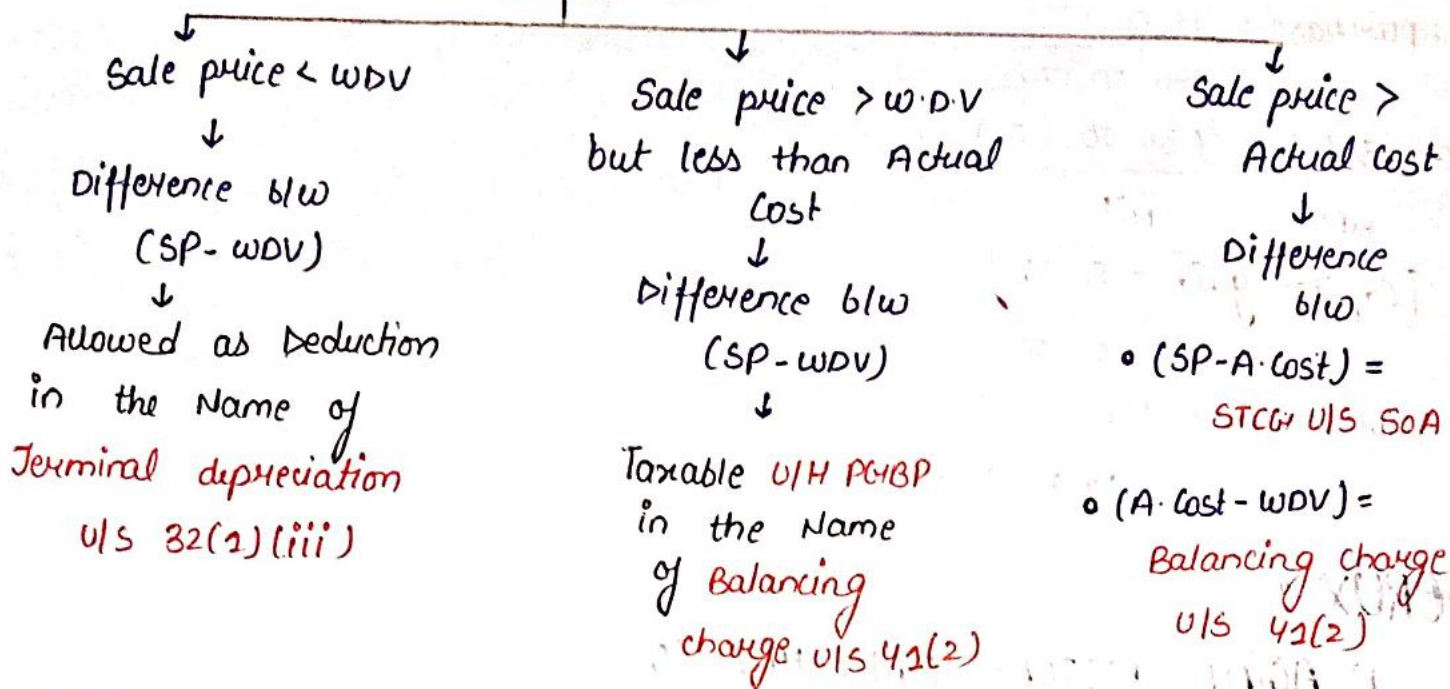 Sale price < WDV
↓
Difference b/w
(SP-WDV)
↓
Allowed as Deduction
in the Name of
Terminal depreciation
U/S 32(1)(iii)
Sale price > W.D.V
but less than Actual
Cost
↓
Difference b/w
(SP-WDV)
↓
Taxable U/H PGBP
in the Name
of Balancing
charge U/S 41(2)
Sale price >
Actual Cost
↓
Difference
b/w
• (SP-A.Cost) =
STCG U/S 50A
• (A.Cost-WDV) =
Balancing charge
U/S 41(2)